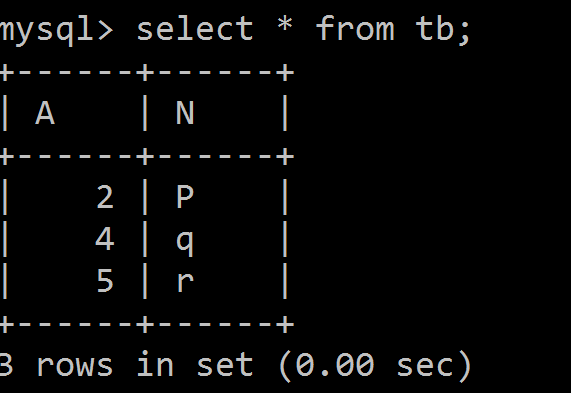 mysql> select * from tb;
+------+------+
| A    | N    |
+------+------+
|    2 | P    |
|    4 | q    |
|    5 | r    |
+------+------+
3 rows in set (0.00 sec)